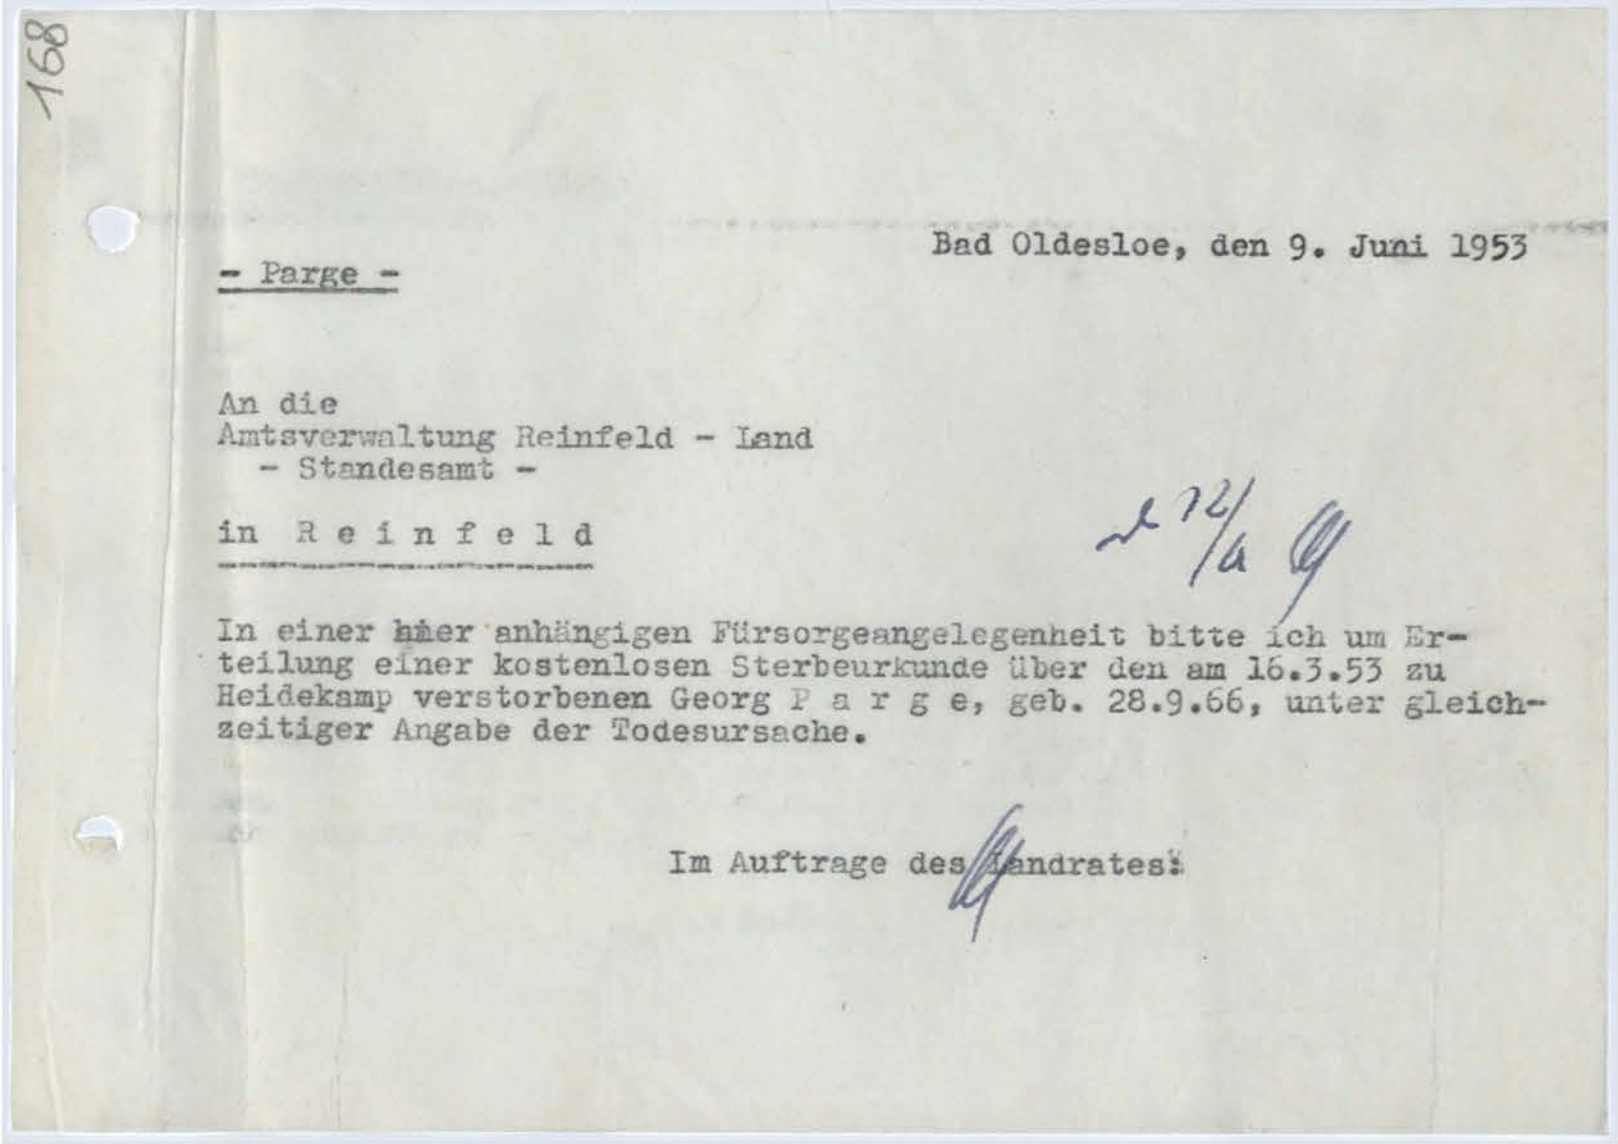 168
Bad Oldesloe, den 9. Juni 1953
- Parge -
An die
Amtsverwaltung Reinfeld - Land
- Standesamt -
in R e i n f e l d
In einer hier anhängigen Fürsorgeangelegenheit bitte ich um Er-
teilung einer kostenlosen Sterbeurkunde über den am 16.3.53 zu
Heidekamp verstorbenen Georg P a r g e, geb. 28.9.66, unter gleich-
zeitiger Angabe der Todesursache.
Im Auftrage des Landrates: